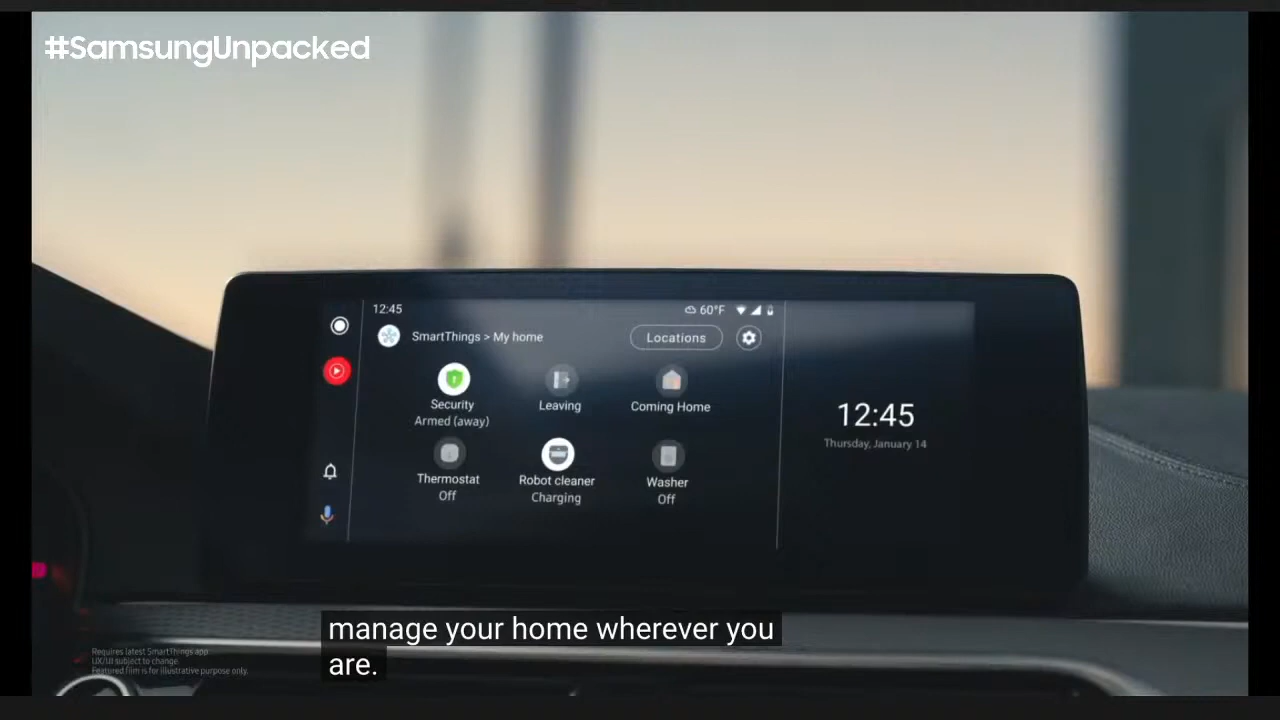 #SamsungUnpacked
12:45
60°F
SmartThings > My home
Locations
Security
Armed (away)
Leaving
Coming Home
Thermostat
Off
Robot cleaner
Charging
Washer
Off
12:45
Thursday, January 14
manage your home wherever you
are.
Requires latest SmartThings app
UX/UI subject to change.
Featured film is for illustrative purpose only.